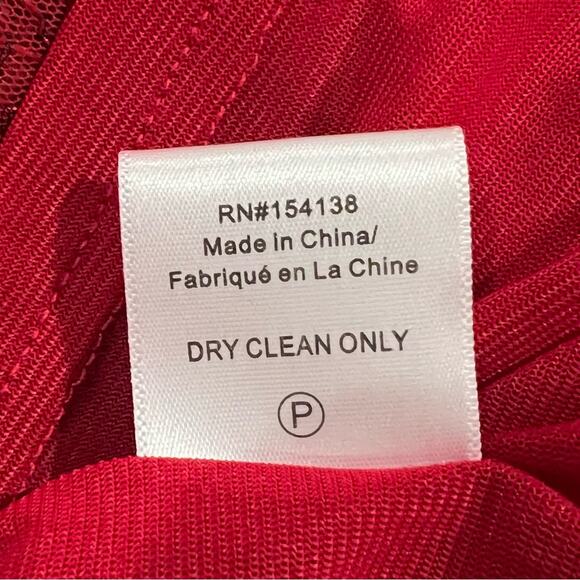 RN#154138
Made in China/
Fabriqué en La Chine
DRY CLEAN ONLY
P